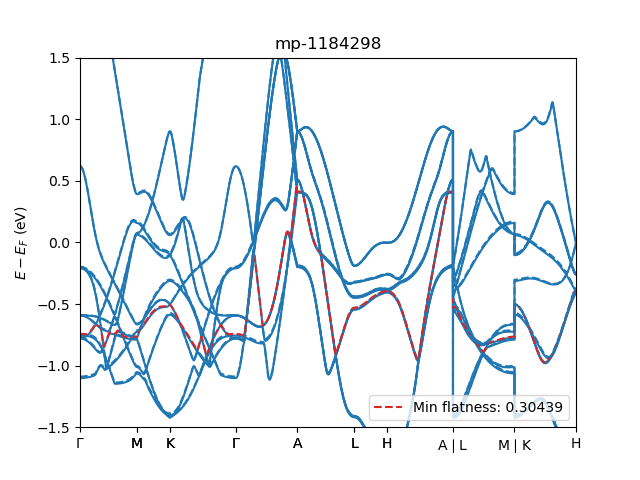 mp-1184298
E − E_F (eV)
1.5
1.0
0.5
0.0
−0.5
−1.0
−1.5
Min flatness: 0.30439
Γ M K Γ A L H A | L M | K H